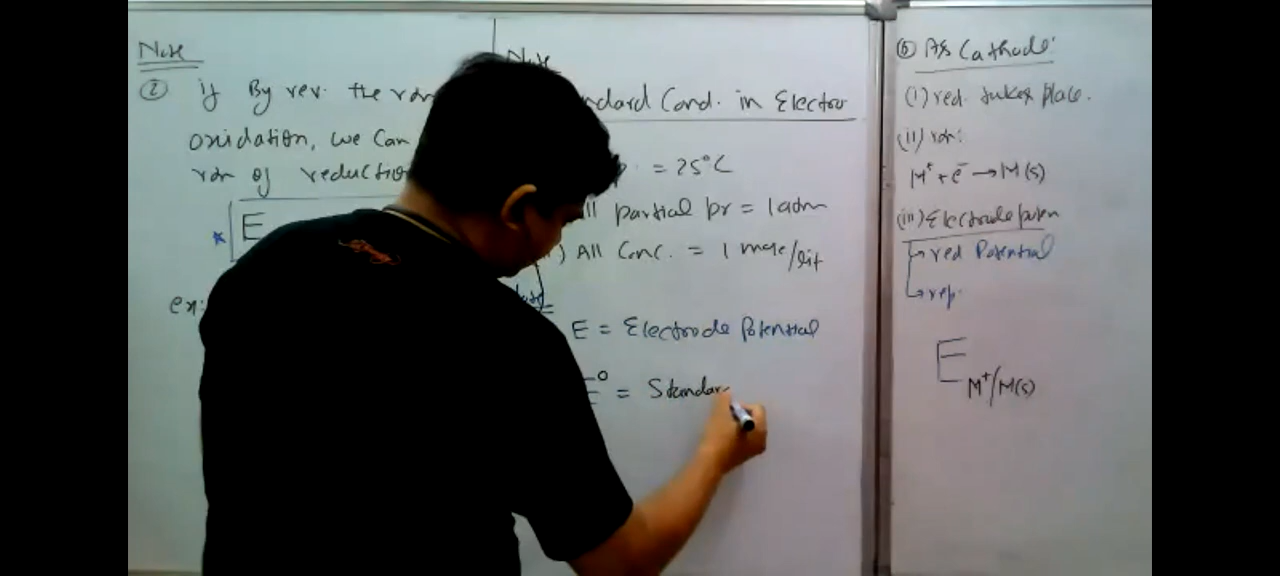 Note
② if By rev. the rxn
oxidation, we can
rxn of reduction
E
ex:
Note
ndard Cond. in Electro
= 25°C
ll partial pr = 1 atm
) All Conc. = 1 mole/lit
E = Electrode Potential
E° = Standar
⑤ As Cathode:
(i) red. takes place.
(ii) rxn:
M⁺ + e⁻ → M(s)
(iii) Electrode poten
→ red Potential
→ rep.
E M⁺/M(s)